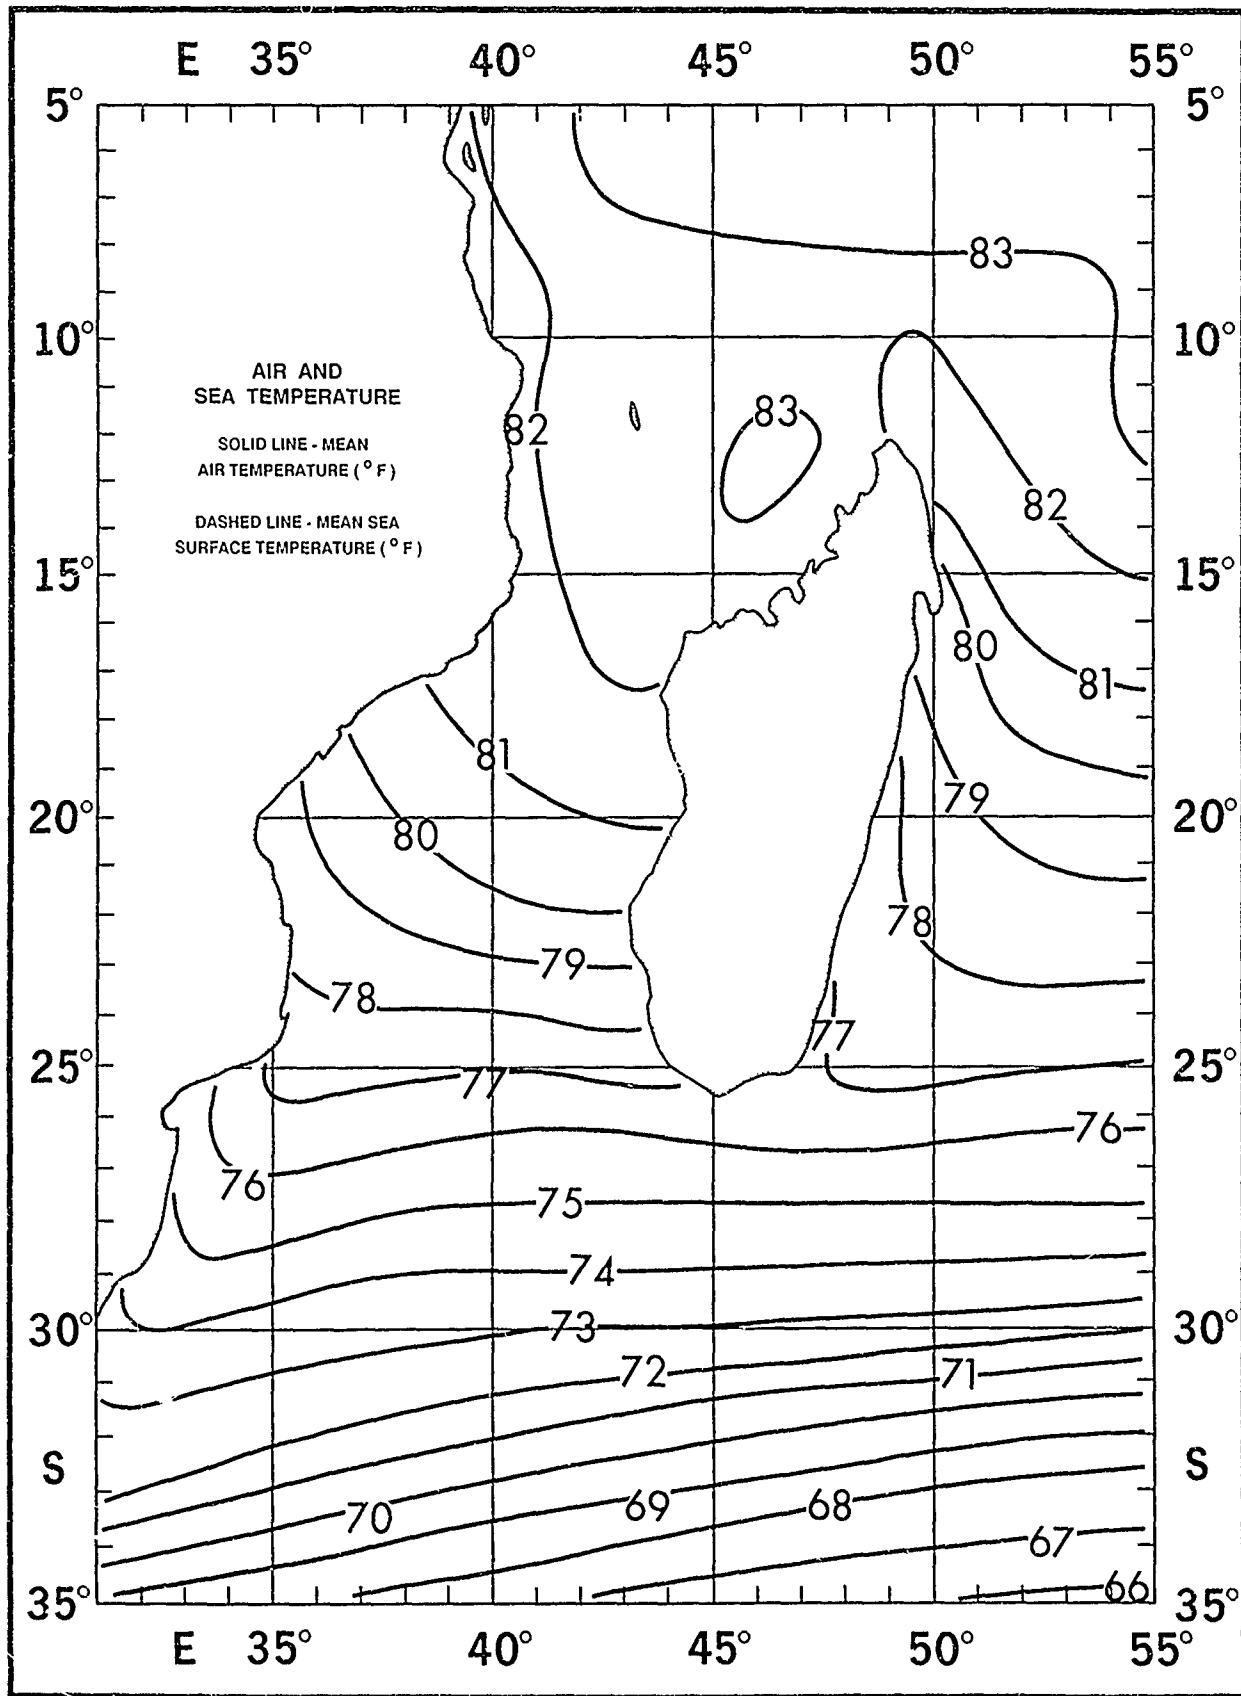 E 35° 40° 45° 50° 55°
5° 5°
83
10° 10°
AIR AND
SEA TEMPERATURE
83
82
SOLID LINE - MEAN
AIR TEMPERATURE (°F)
82
DASHED LINE - MEAN SEA
SURFACE TEMPERATURE (°F)
15° 15°
80
81
81
79
20° 20°
80
78
79
78
77
25° 25°
77
76
76
75
74
30° 73 30°
72 71
S S
70 69 68
67
66
35° 35°
E 35° 40° 45° 50° 55°